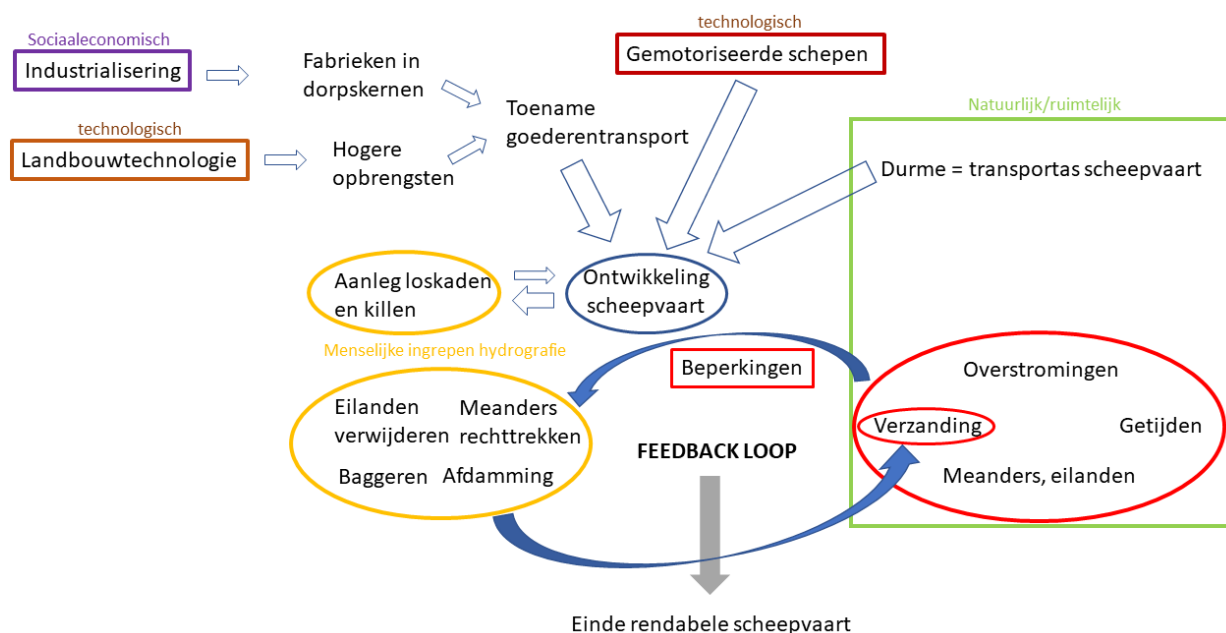 Sociaaleconomisch
Industrialisering
Fabrieken in
dorpskernen
technologisch
Gemotoriseerde schepen
technologisch
Landbouwtechnologie
Hogere
opbrengsten
Toename
goederentransport
Natuurlijk/ruimtelijk
Durme = transportas scheepvaart
Aanleg loskaden
en killen
Ontwikkeling
scheepvaart
Menselijke ingrepen hydrografie
Beperkingen
Eilanden
verwijderen
Meanders
rechttrekken
Baggeren
Afdamming
FEEDBACK LOOP
Overstromingen
Verzanding
Getijden
Meanders, eilanden
Einde rendabele scheepvaart